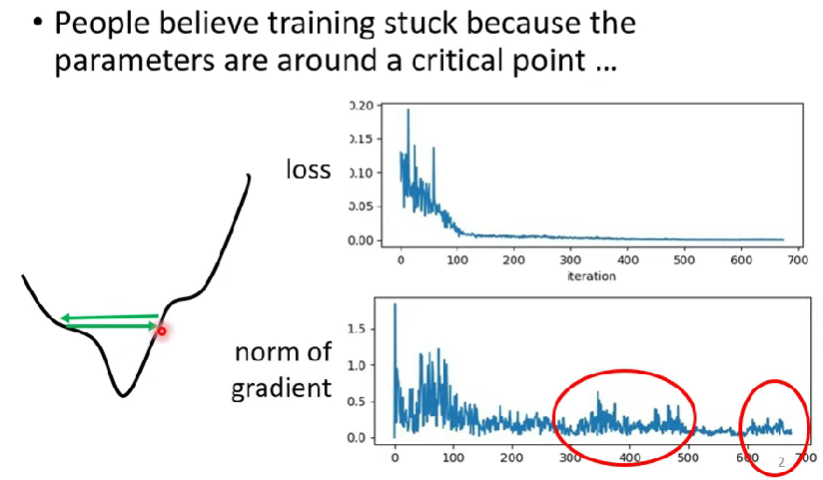 • People believe training stuck because the
parameters are around a critical point ...
loss
0.20
0.15
0.10
0.05
0.00
0 100 200 300 400 500 600 700
iteration
norm of
gradient
1.5
1.0
0.5
0.0
0 100 200 300 400 500 600 700
2